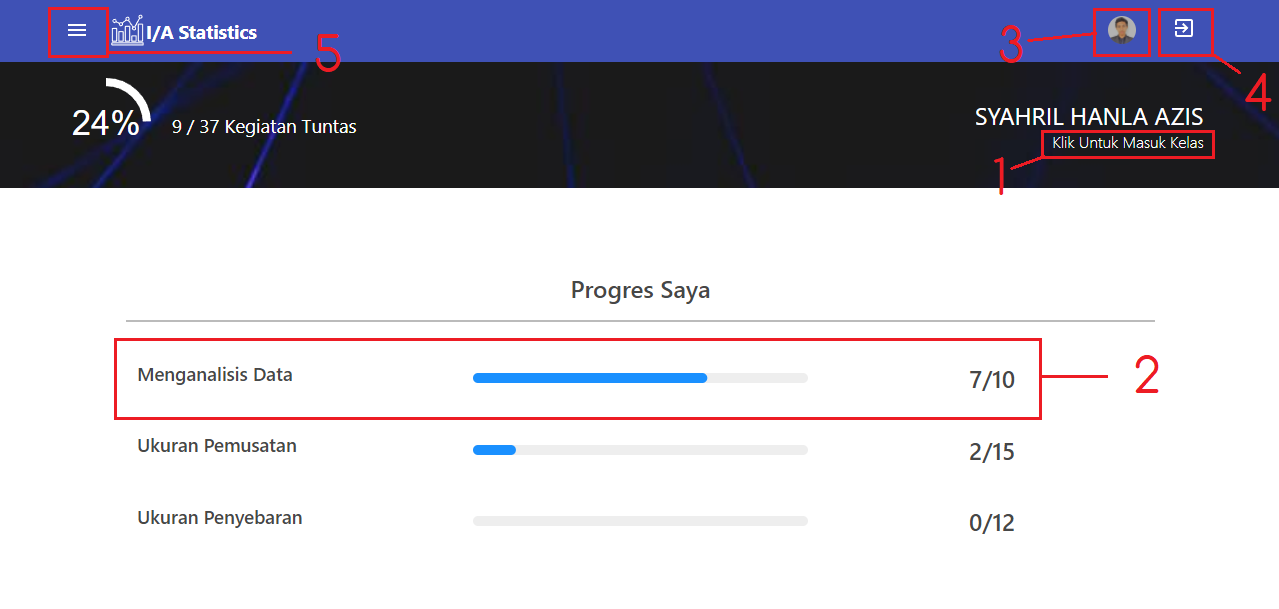 I/A Statistics
5
3
4
24%
9 / 37 Kegiatan Tuntas
SYAHRIL HANLA AZIS
Klik Untuk Masuk Kelas
1
Progres Saya
Menganalisis Data 7/10
2
Ukuran Pemusatan 2/15
Ukuran Penyebaran 0/12